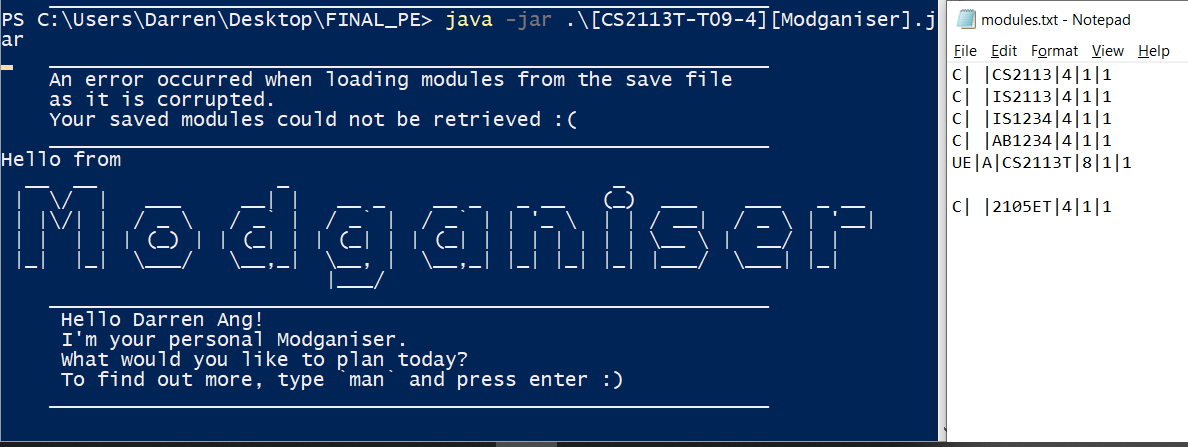 PS C:\Users\Darren\Desktop\FINAL_PE> java -jar .\[CS2113T-T09-4][Modganiser].j
ar
An error occurred when loading modules from the save file
as it is corrupted.
Your saved modules could not be retrieved :(
Hello from
Modganiser
Hello Darren Ang!
I'm your personal Modganiser.
What would you like to plan today?
To find out more, type `man` and press enter :)
modules.txt - Notepad
File Edit Format View Help
C| |CS2113|4|1|1
C| |IS2113|4|1|1
C| |IS1234|4|1|1
C| |AB1234|4|1|1
UE|A|CS2113T|8|1|1
C| |2105ET|4|1|1